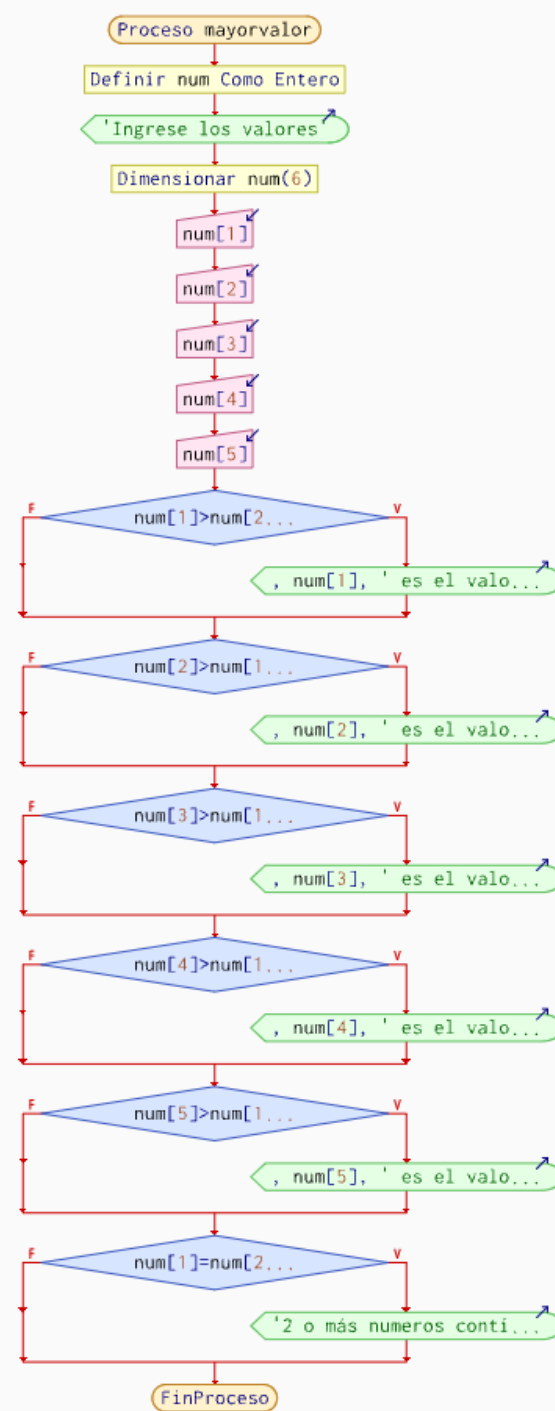 Proceso mayorvalor
Definir num Como Entero
'Ingrese los valores'
Dimensionar num(6)
num[1]
num[2]
num[3]
num[4]
num[5]
F
num[1]>num[2...
V
, num[1], ' es el valo...
F
num[2]>num[1...
V
, num[2], ' es el valo...
F
num[3]>num[1...
V
, num[3], ' es el valo...
F
num[4]>num[1...
V
, num[4], ' es el valo...
F
num[5]>num[1...
V
, num[5], ' es el valo...
F
num[1]=num[2...
V
'2 o más numeros contí...
FinProceso